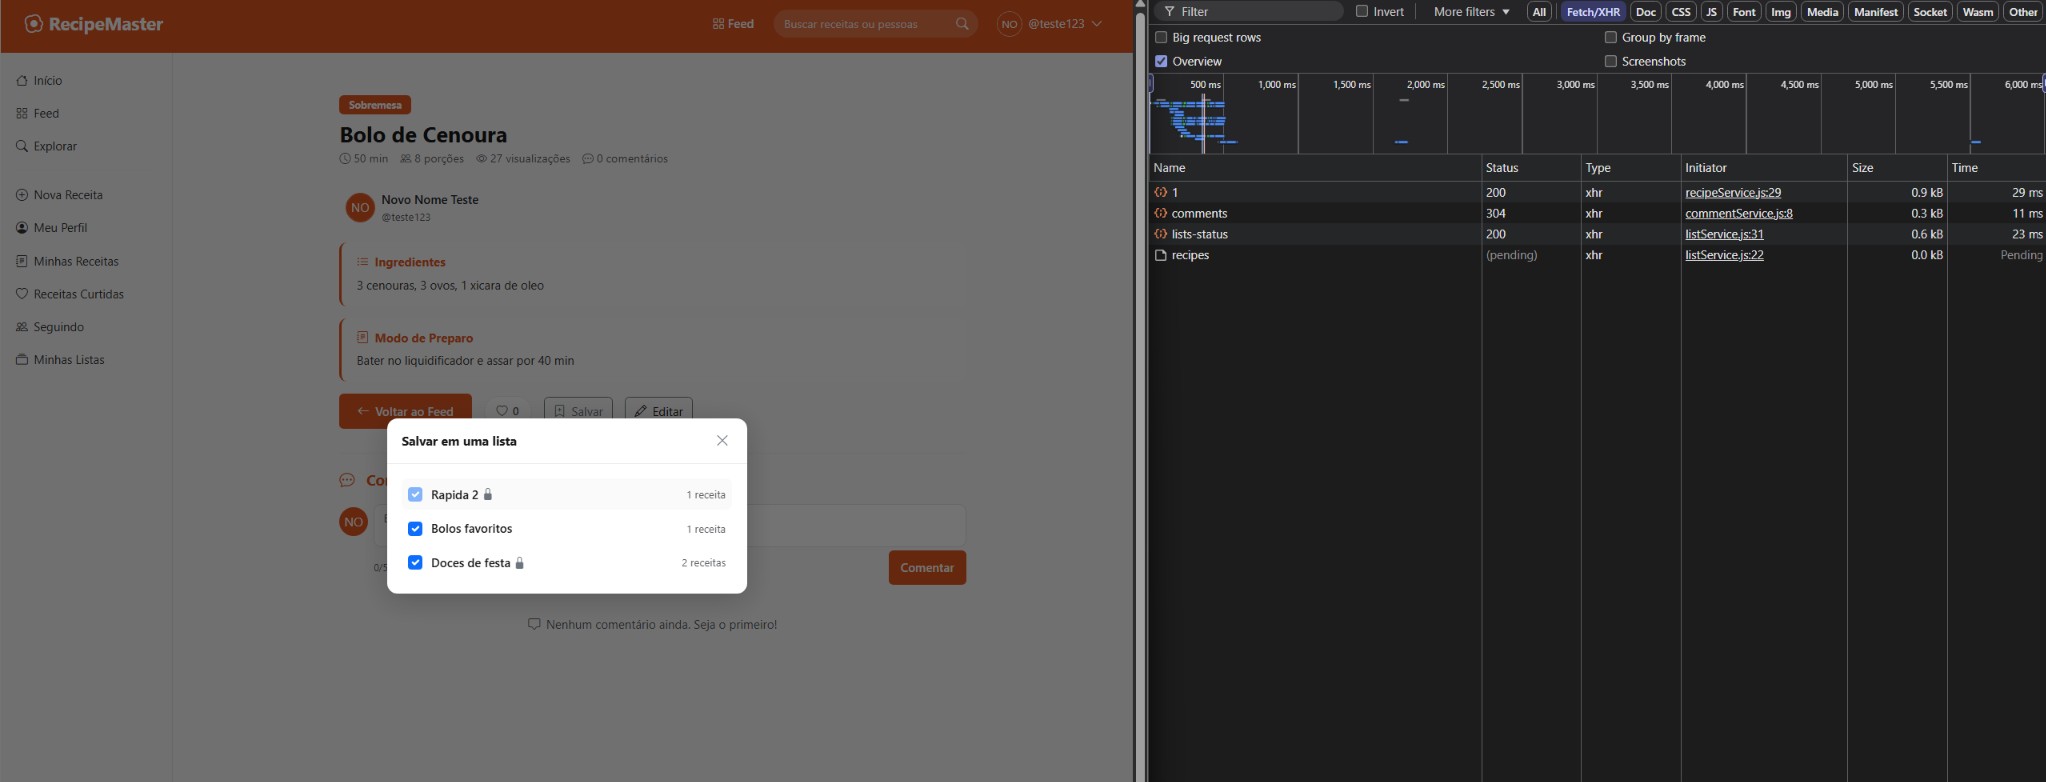 RecipeMaster
Feed
Buscar receitas ou pessoas
NO
@teste123
Início
Feed
Explorar
Nova Receita
Meu Perfil
Minhas Receitas
Receitas Curtidas
Seguindo
Minhas Listas
Sobremesa
Bolo de Cenoura
50 min 8 porções 27 visualizações 0 comentários
NO
Novo Nome Teste
@teste123
Ingredientes
3 cenouras, 3 ovos, 1 xicara de oleo
Modo de Preparo
Bater no liquidificador e assar por 40 min
← Voltar ao Feed
0
Salvar
Editar
Salvar em uma lista
Rapida 2 1 receita
Bolos favoritos 1 receita
Doces de festa 2 receitas
NO
Comentar
Nenhum comentário ainda. Seja o primeiro!
Filter
Invert
More filters
All
Fetch/XHR
Doc
CSS
JS
Font
Img
Media
Manifest
Socket
Wasm
Other
Big request rows
Group by frame
Overview
Screenshots
500 ms 1,000 ms 1,500 ms 2,000 ms 2,500 ms 3,000 ms 3,500 ms 4,000 ms 4,500 ms 5,000 ms 5,500 ms 6,000 ms
Name Status Type Initiator Size Time
1 200 xhr recipeService.js:29 0.9 kB 29 ms
comments 304 xhr commentService.js:8 0.3 kB 11 ms
lists-status 200 xhr listService.js:31 0.6 kB 23 ms
recipes (pending) xhr listService.js:22 0.0 kB Pending